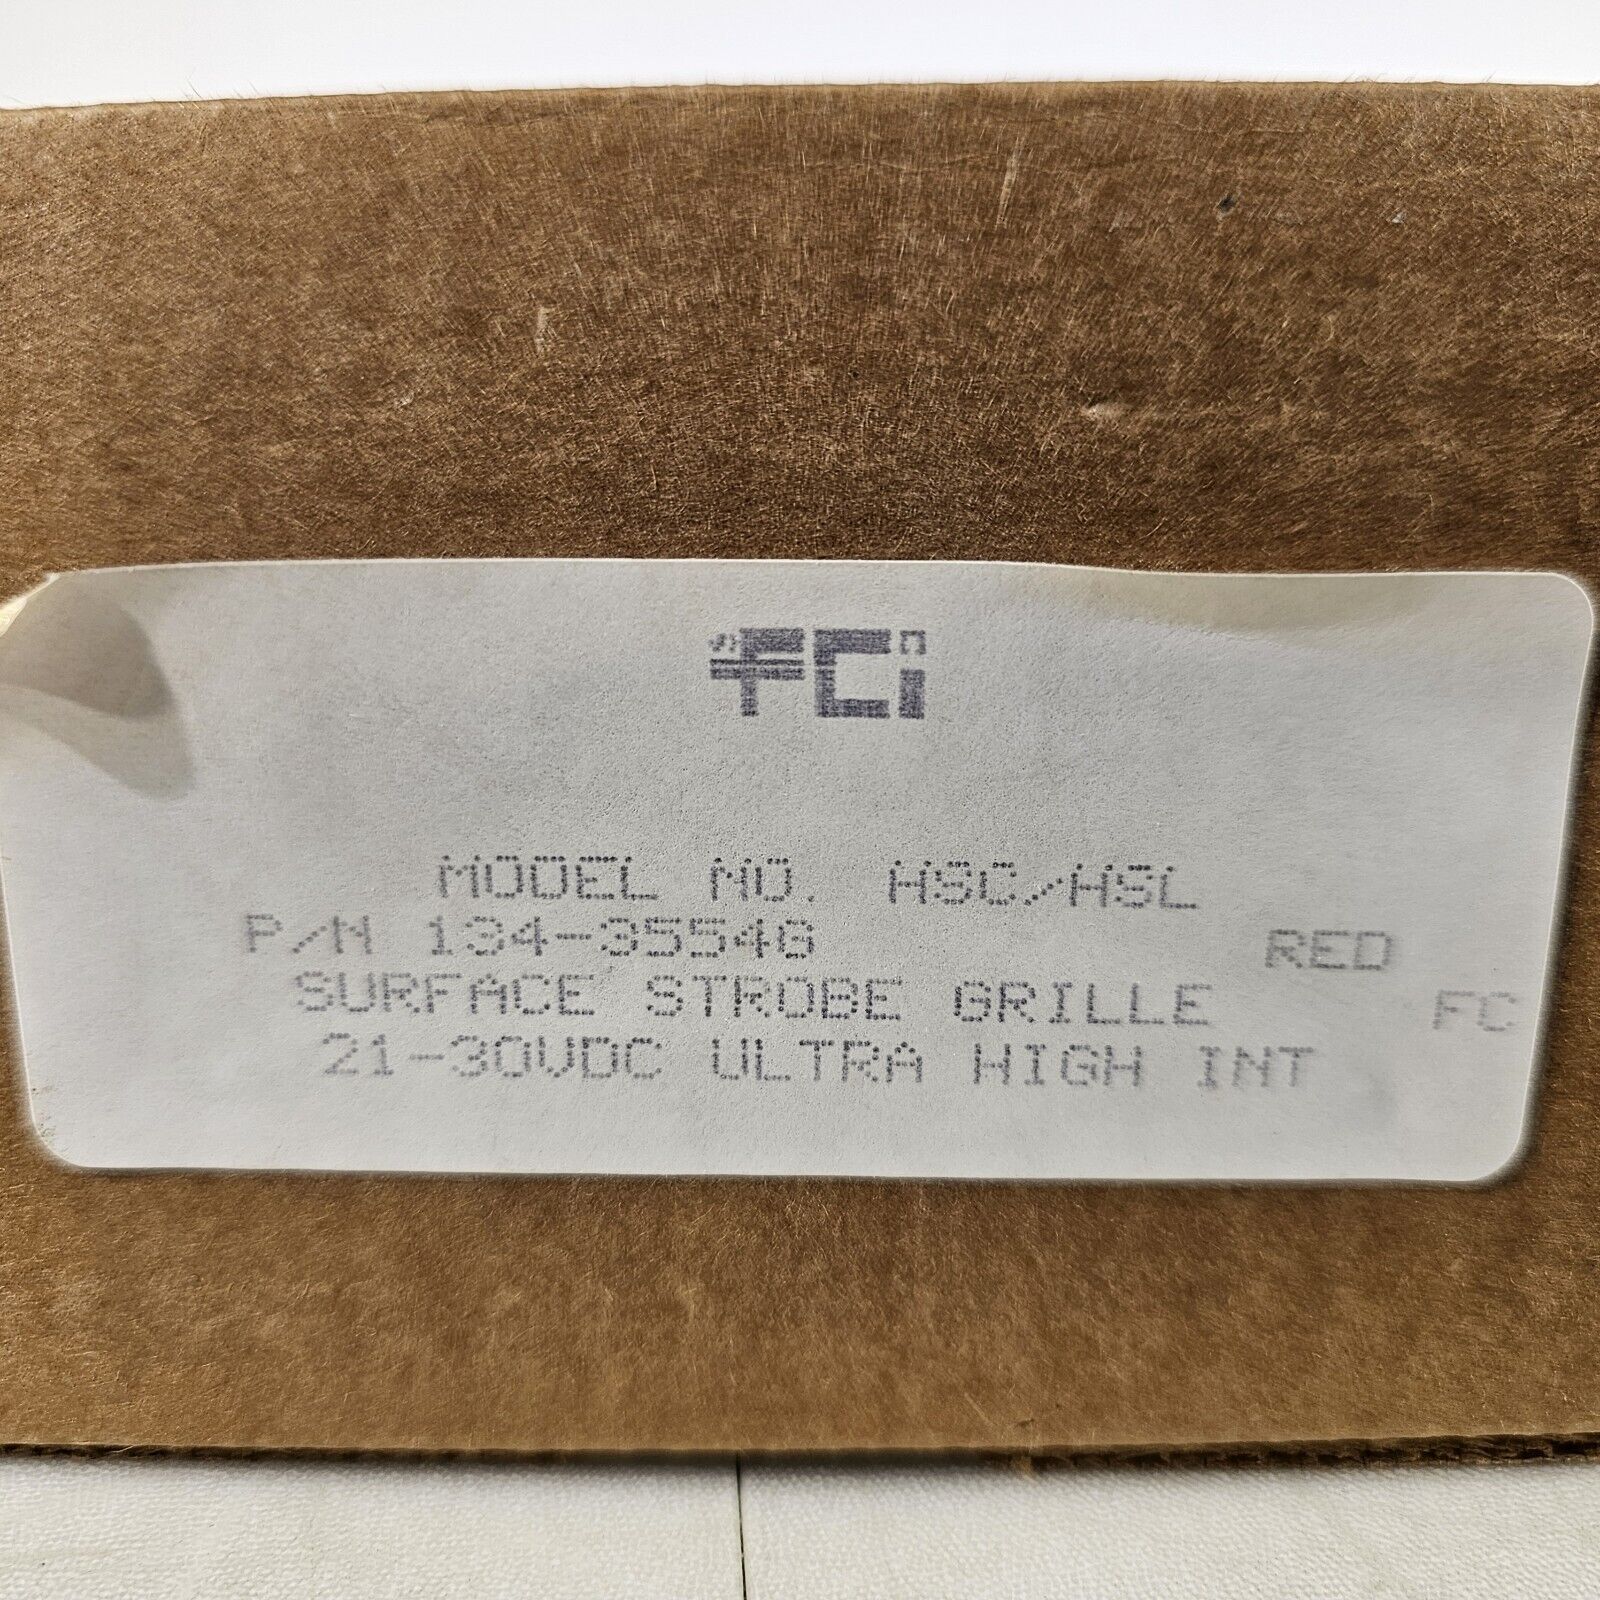 FCi
MODEL NO. HSC/HSL
P/N 134-35546 RED
SURFACE STROBE GRILLE FC
21-30VDC ULTRA HIGH INT